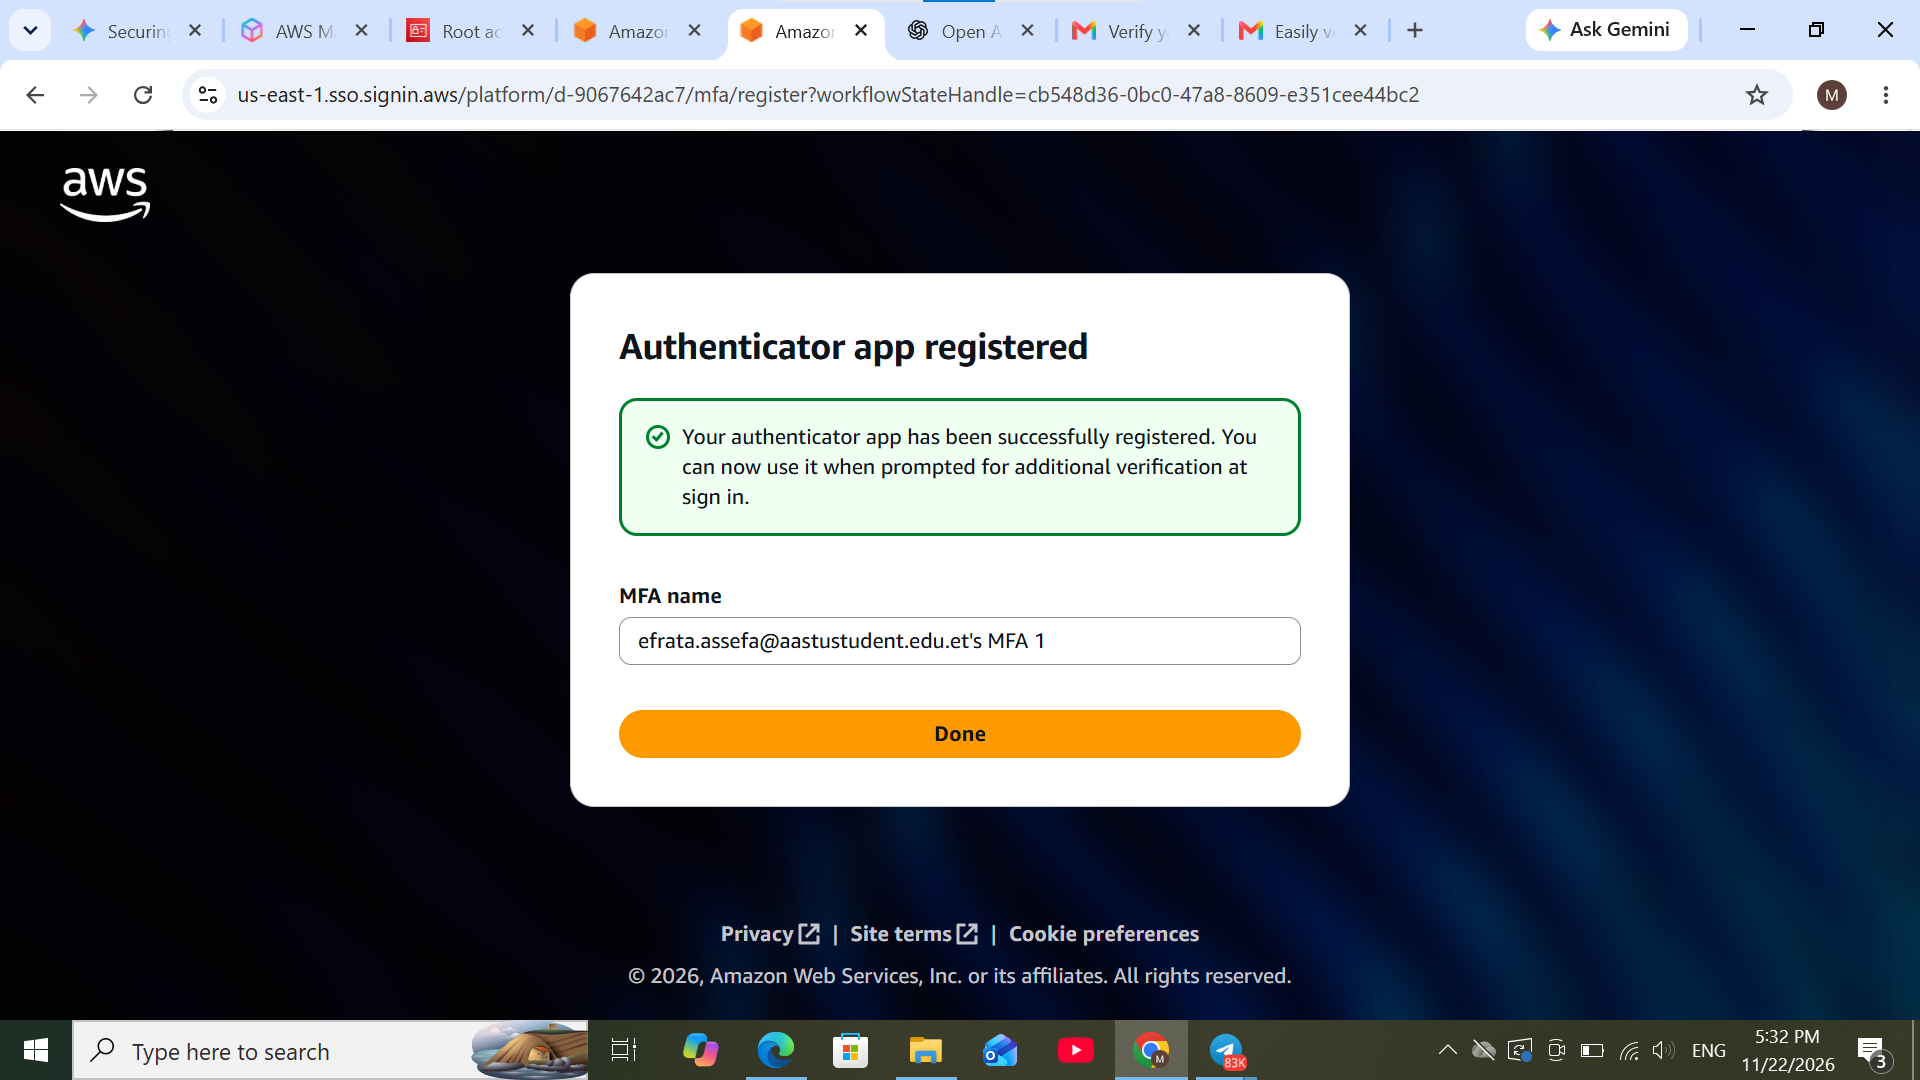 Securin
AWS M
Root ac
Amazon
Amazon
Open A
Verify y
Easily v
Ask Gemini
us-east-1.sso.signin.aws/platform/d-9067642ac7/mfa/register?workflowStateHandle=cb548d36-0bc0-47a8-8609-e351cee44bc2
M
aws
Authenticator app registered
Your authenticator app has been successfully registered. You
can now use it when prompted for additional verification at
sign in.
MFA name
efrata.assefa@aastustudent.edu.et's MFA 1
Done
Privacy | Site terms | Cookie preferences
© 2026, Amazon Web Services, Inc. or its affiliates. All rights reserved.
Type here to search
M
83K
ENG
5:32 PM
11/22/2026
3